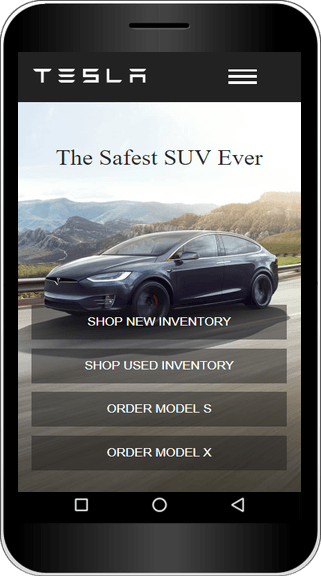 TESLA
The Safest SUV Ever
SHOP NEW INVENTORY
SHOP USED INVENTORY
ORDER MODEL S
ORDER MODEL X